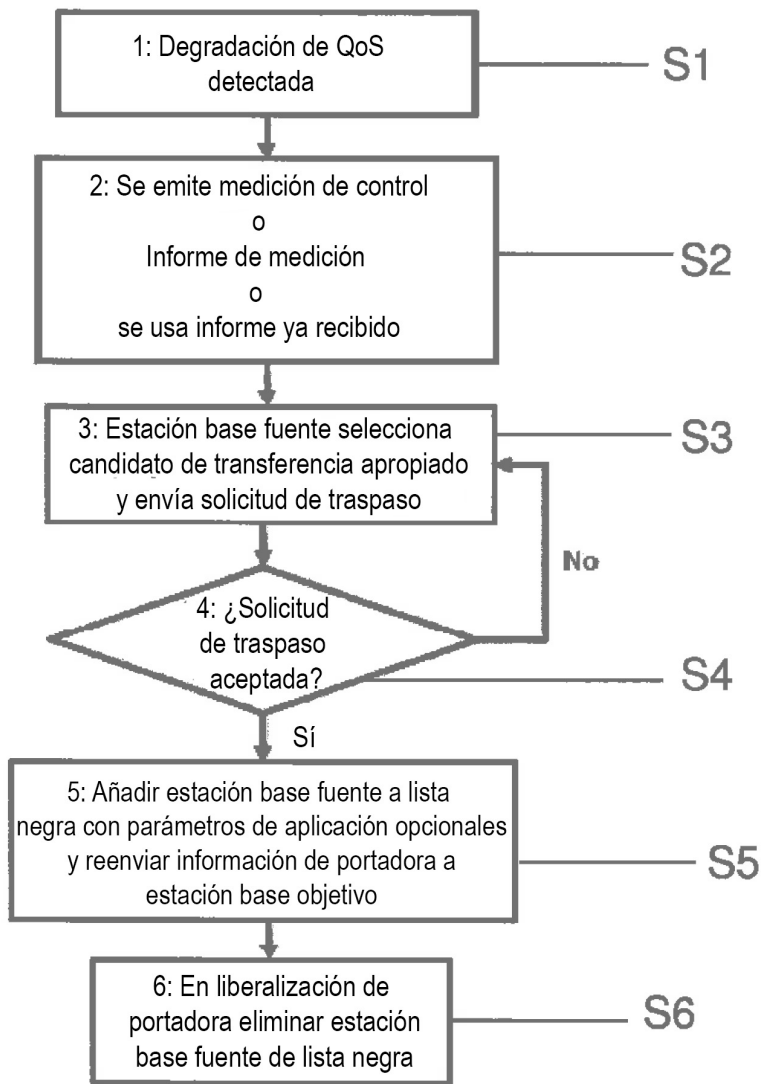 1: Degradación de QoS
detectada
S1
2: Se emite medición de control
o
Informe de medición
o
se usa informe ya recibido
S2
3: Estación base fuente selecciona
candidato de transferencia apropiado
y envía solicitud de traspaso
S3
No
4: ¿Solicitud
de traspaso
aceptada?
S4
Sí
5: Añadir estación base fuente a lista
negra con parámetros de aplicación opcionales
y reenviar información de portadora a
estación base objetivo
S5
6: En liberalización de
portadora eliminar estación
base fuente de lista negra
S6